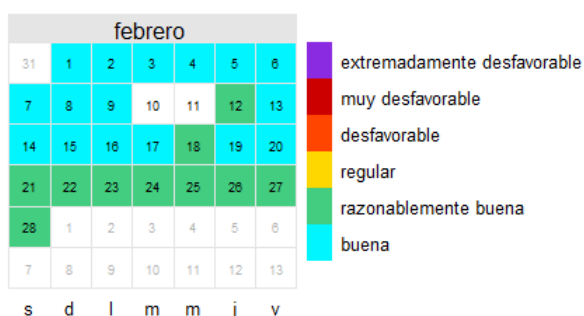 febrero
31 1 2 3 4 5 6
7 8 9 10 11 12 13
14 15 16 17 18 19 20
21 22 23 24 25 26 27
28 1 2 3 4 5 6
7 8 9 10 11 12 13
s d l m m j v
extremadamente desfavorable
muy desfavorable
desfavorable
regular
razonablemente buena
buena